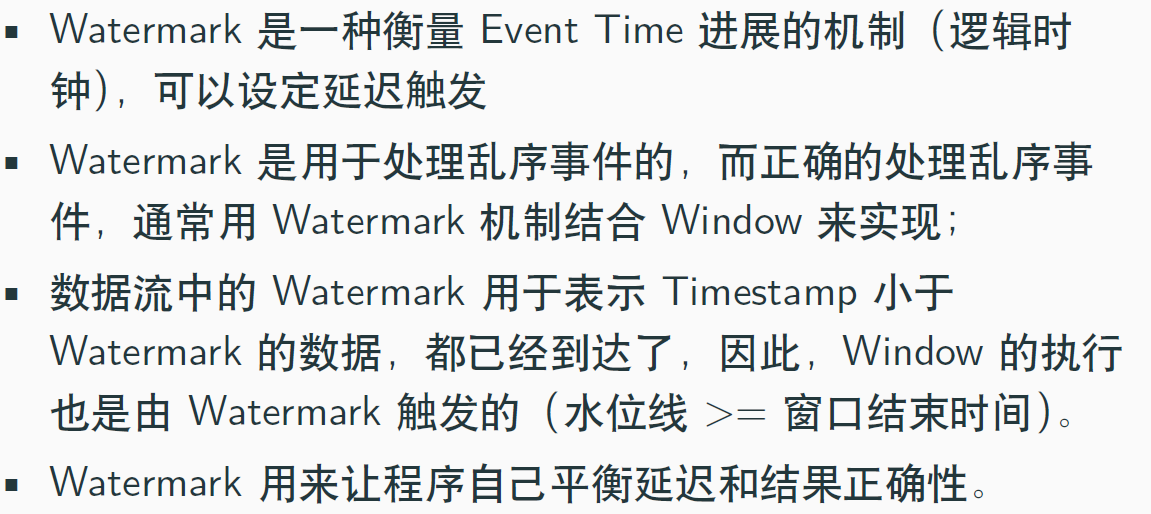 ▪ Watermark 是一种衡量 Event Time 进展的机制（逻辑时
钟），可以设定延迟触发
▪ Watermark 是用于处理乱序事件的，而正确的处理乱序事
件，通常用 Watermark 机制结合 Window 来实现；
▪ 数据流中的 Watermark 用于表示 Timestamp 小于
Watermark 的数据，都已经到达了，因此，Window 的执行
也是由 Watermark 触发的（水位线 >= 窗口结束时间）。
▪ Watermark 用来让程序自己平衡延迟和结果正确性。